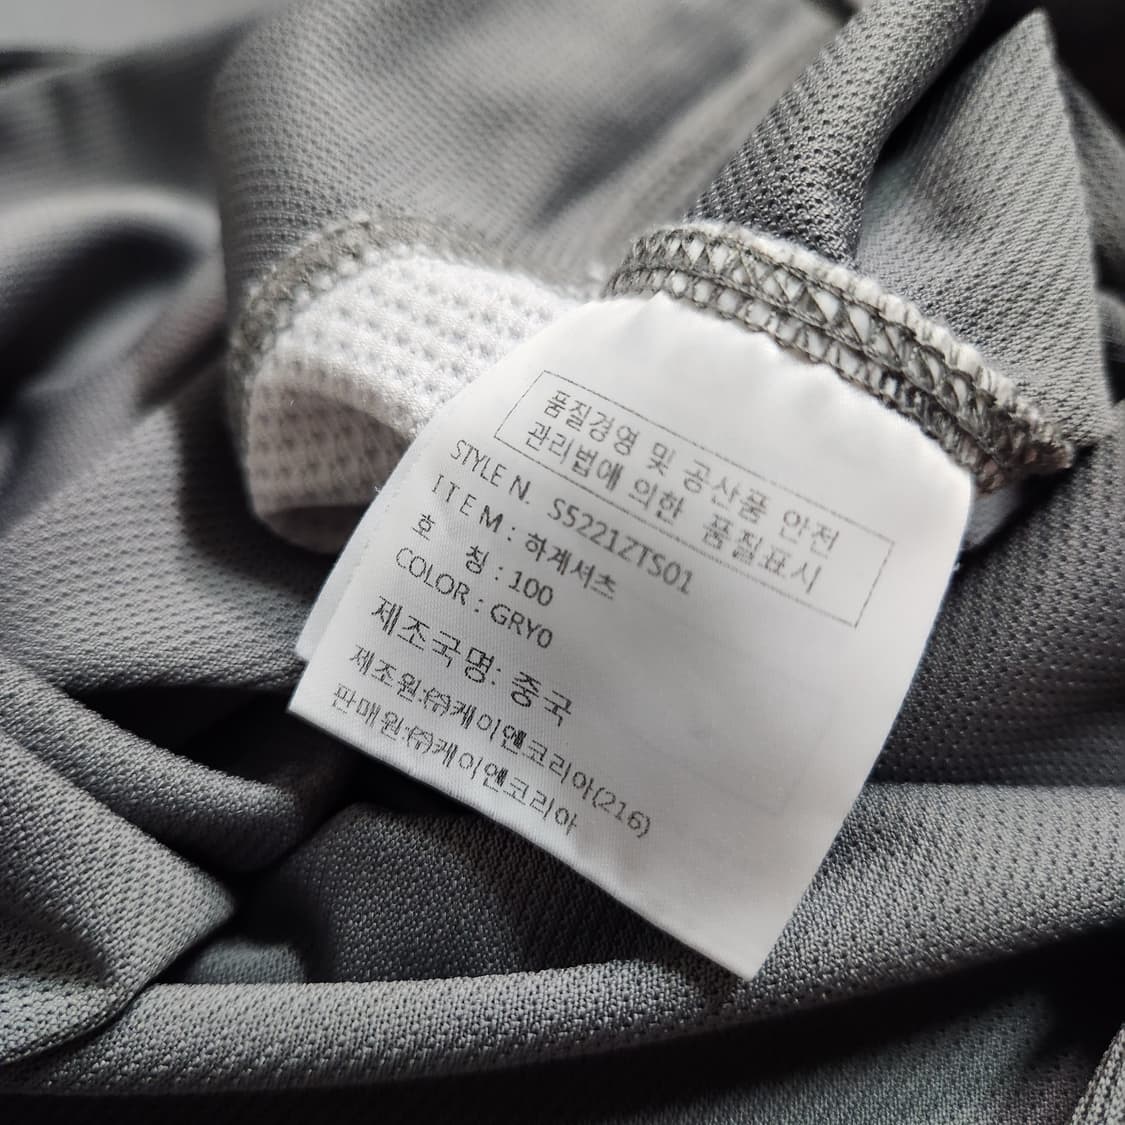 품질경영 및 공산품 안전
관리법에 의한 품질표시
STYLE N. S5221ZTS01
ITEM : 하계셔츠
호 칭 : 100
COLOR : GRY0
제조국명: 중국
제조원:㈜케이엔코리아(216)
판매원:㈜케이엔코리아